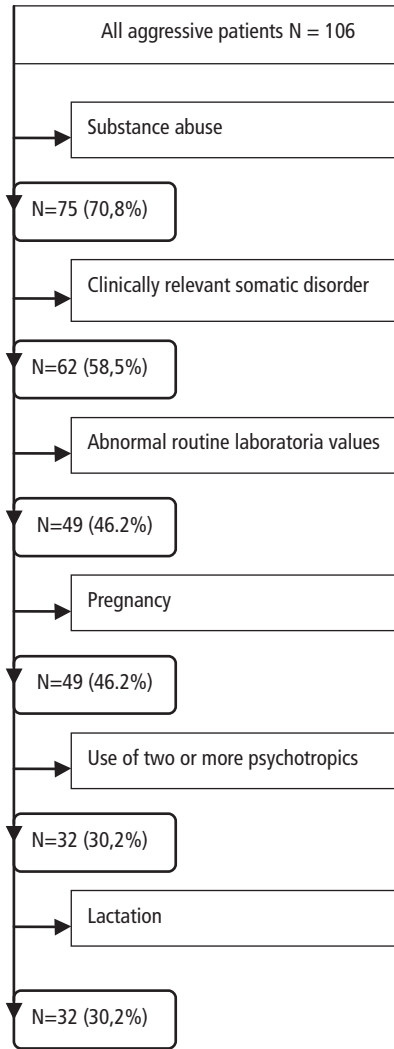 All aggressive patients N = 106
Substance abuse
N=75 (70,8%)
Clinically relevant somatic disorder
N=62 (58,5%)
Abnormal routine laboratoria values
N=49 (46.2%)
Pregnancy
N=49 (46.2%)
Use of two or more psychotropics
N=32 (30,2%)
Lactation
N=32 (30,2%)